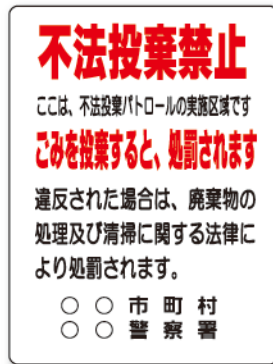 不法投棄禁止
ここは、不法投棄パトロールの実施区域です
ごみを投棄すると、処罰されます
違反された場合は、廃棄物の
処理及び清掃に関する法律に
より処罰されます。
○○市町村
○○警察署